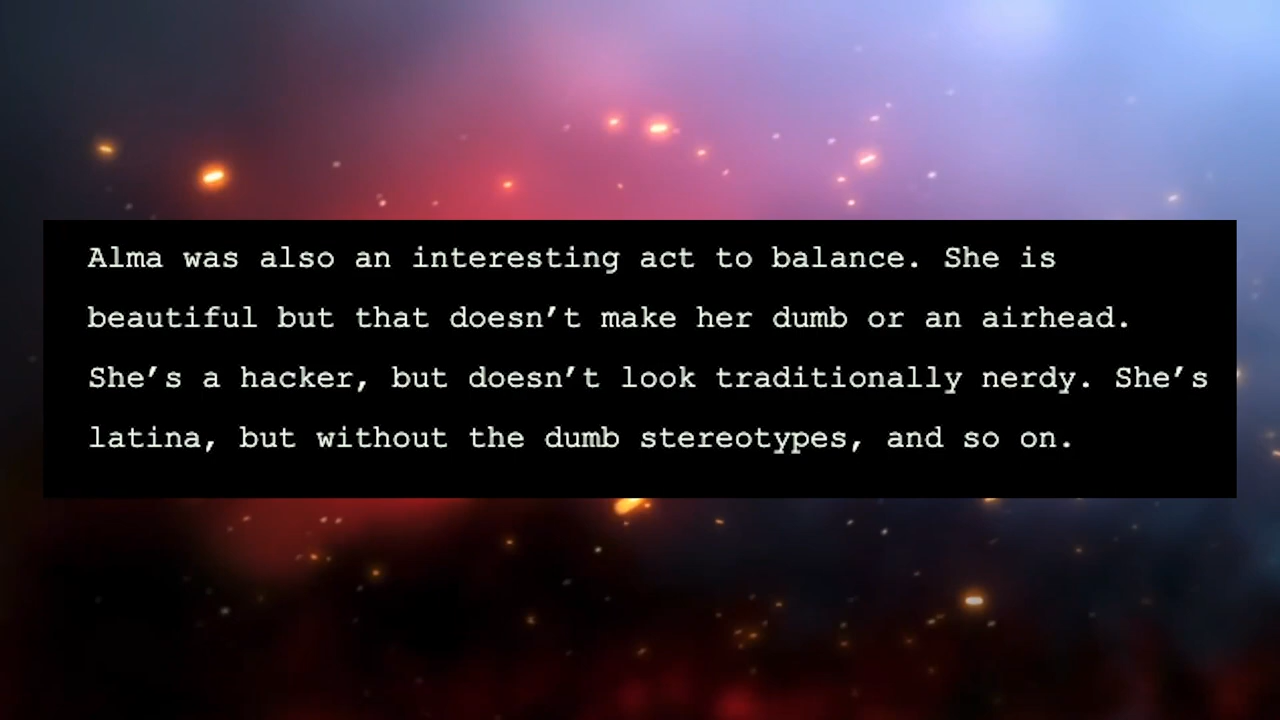 Alma was also an interesting act to balance. She is
beautiful but that doesn’t make her dumb or an airhead.
She’s a hacker, but doesn’t look traditionally nerdy. She’s
latina, but without the dumb stereotypes, and so on.